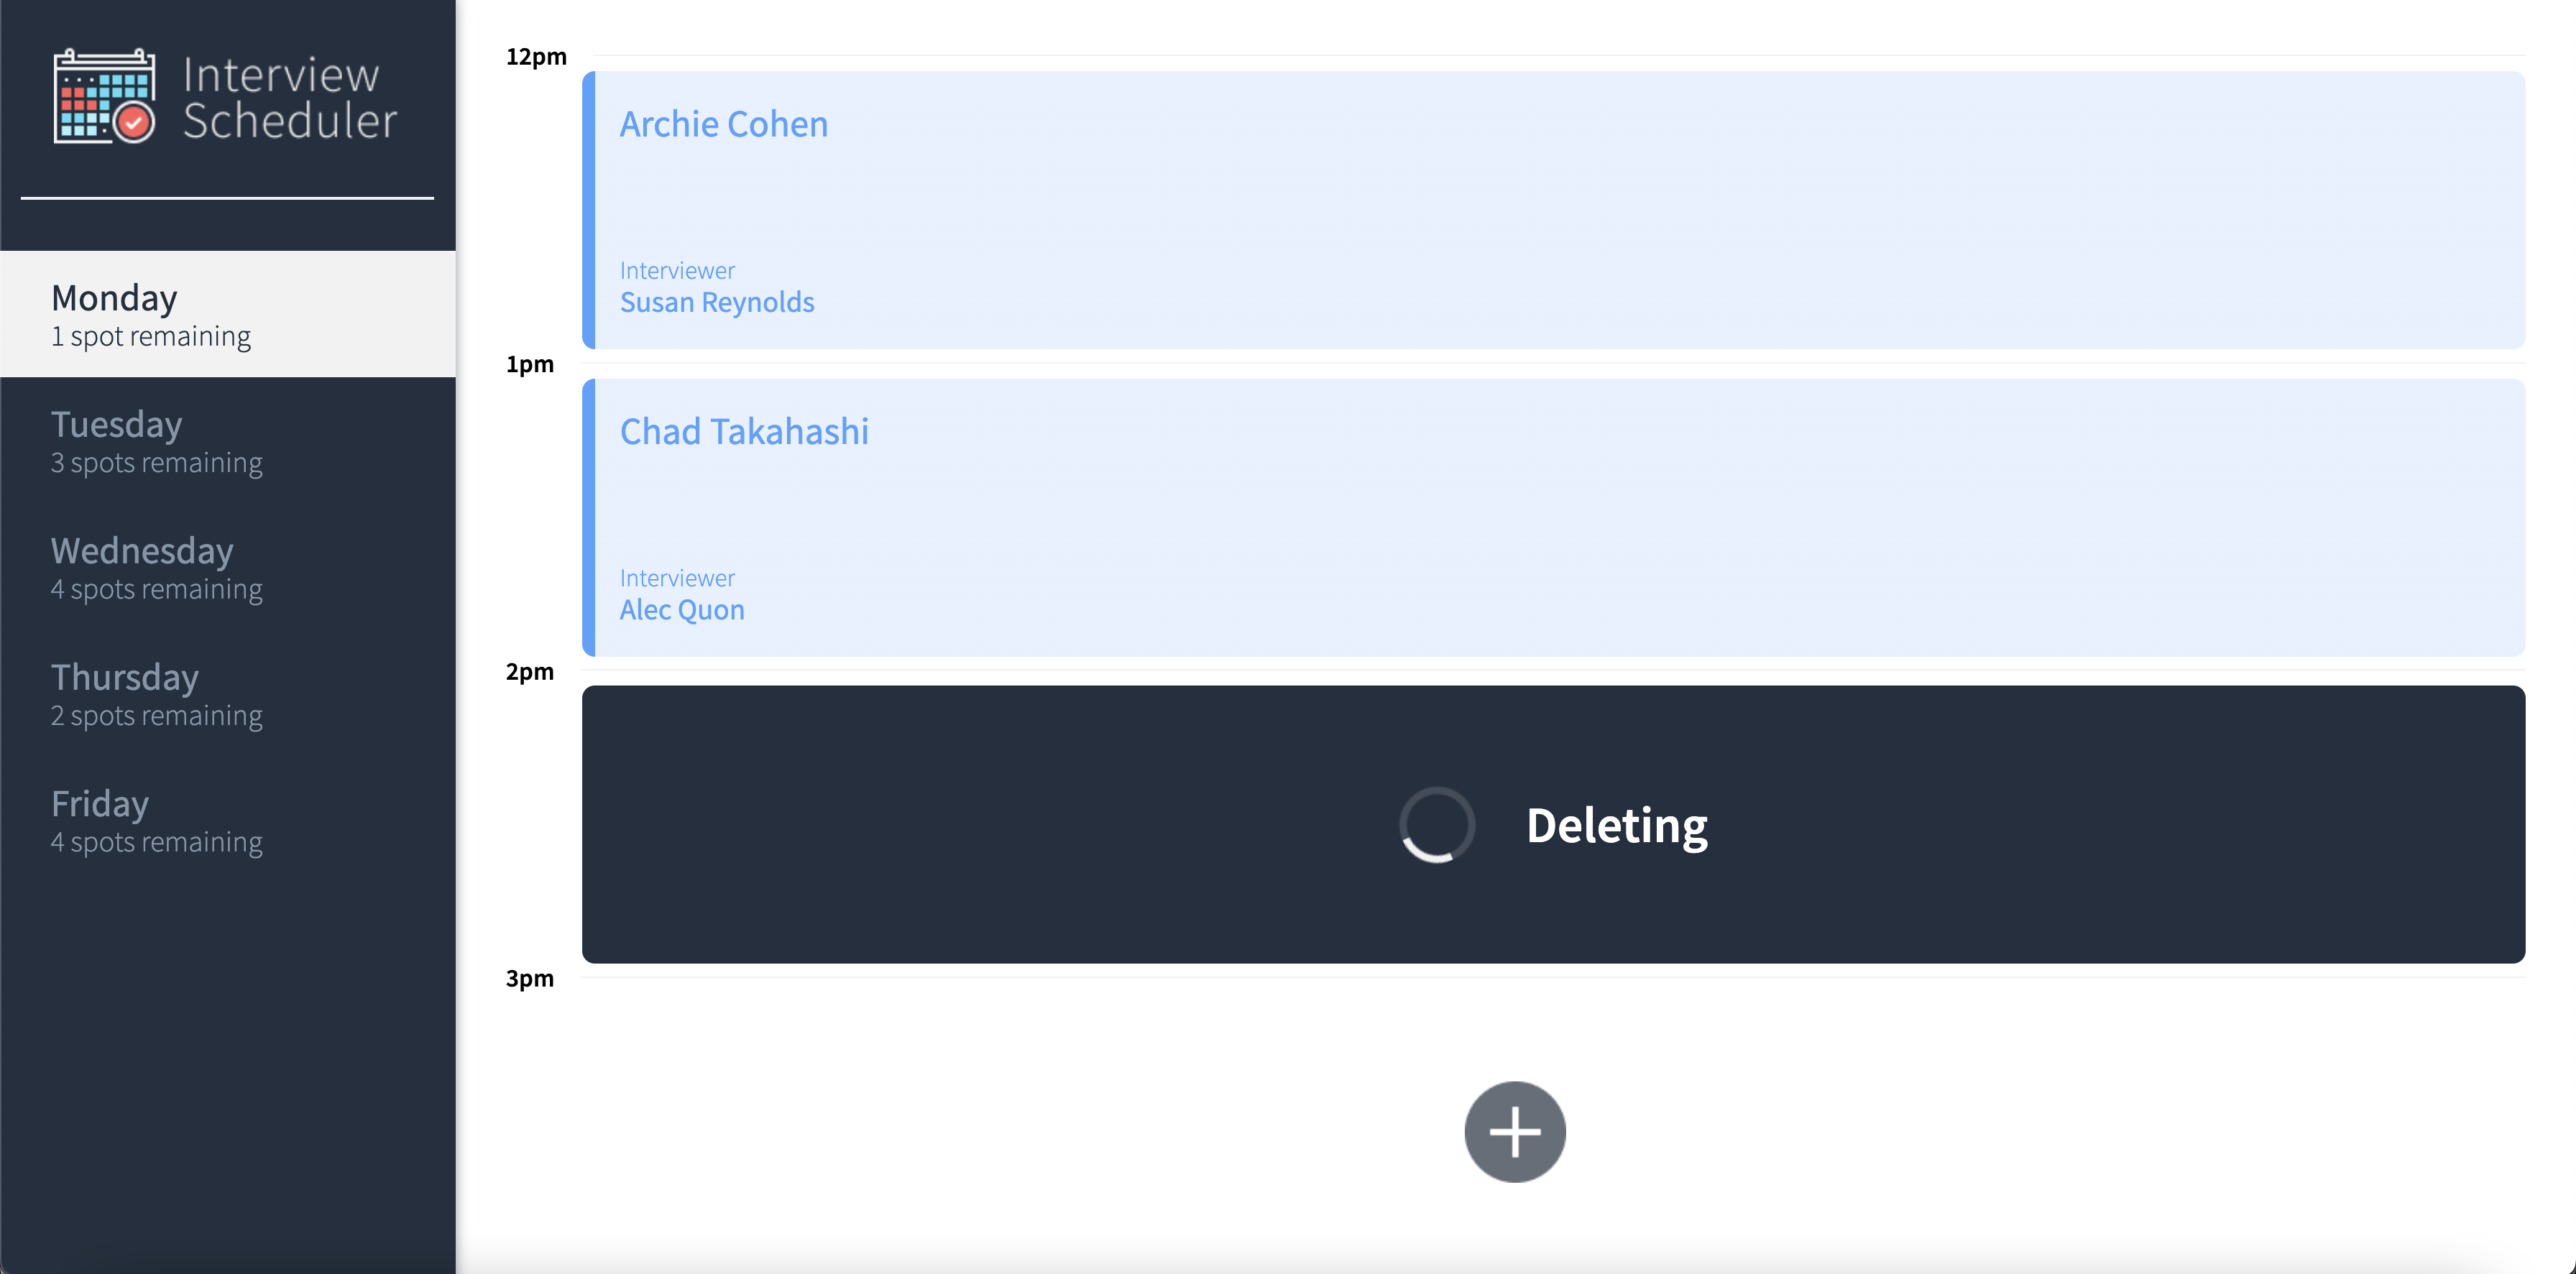 Interview
Scheduler
Monday
1 spot remaining
Tuesday
3 spots remaining
Wednesday
4 spots remaining
Thursday
2 spots remaining
Friday
4 spots remaining
12pm
Archie Cohen
Interviewer
Susan Reynolds
1pm
Chad Takahashi
Interviewer
Alec Quon
2pm
Deleting
3pm